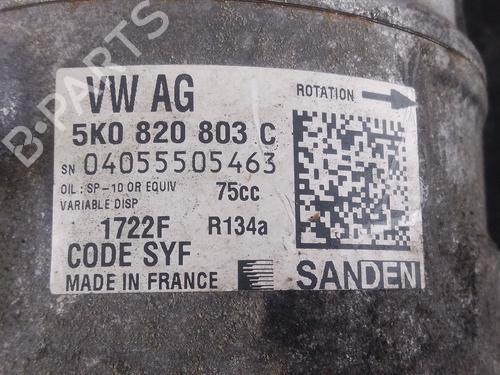 B-PARTS
VW AG
ROTATION
5K0 820 803 C
SN 04055505463
OIL: SP-10 OR EQUIV 75cc
VARIABLE DISP
1722F R134a
CODE SYF
MADE IN FRANCE SANDEN